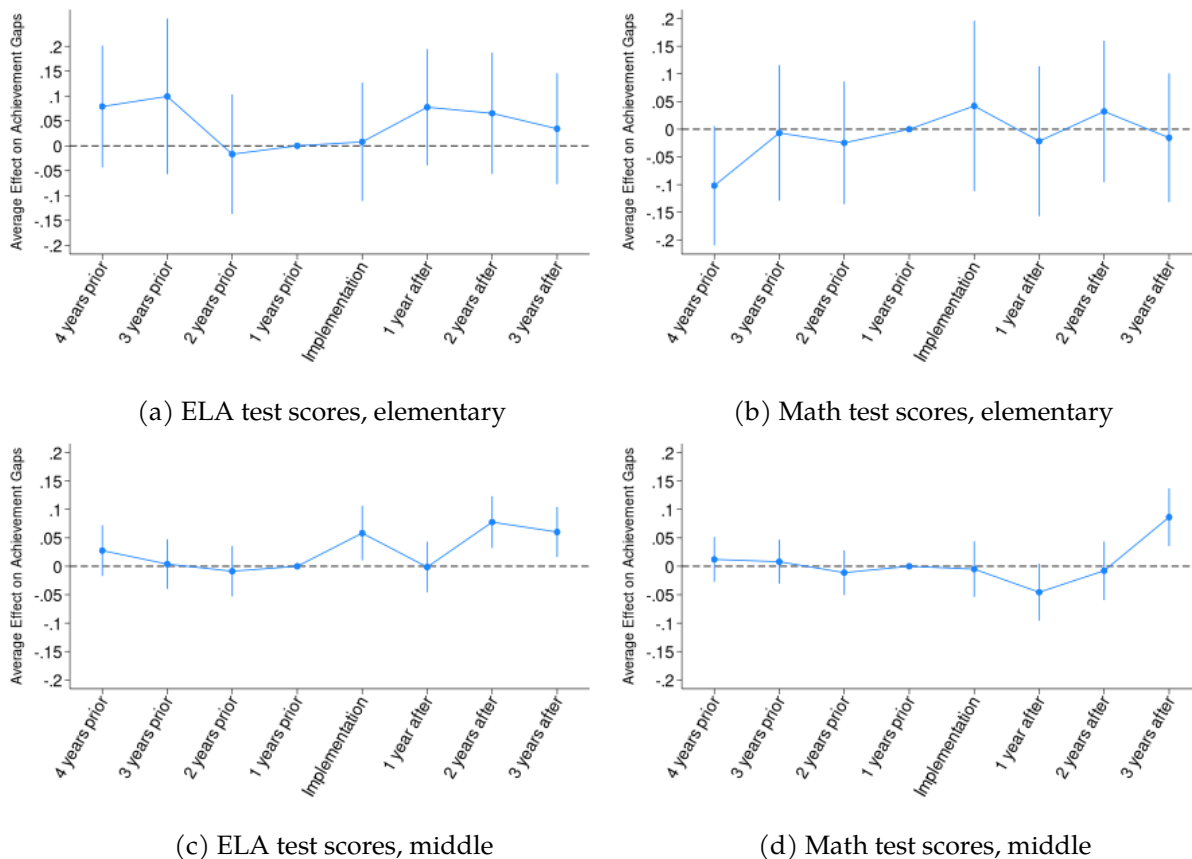 Average Effect on Achievement Gaps
.2
.15
.1
.05
0
-.05
-.1
-.15
-.2
4 years prior
3 years prior
2 years prior
1 years prior
Implementation
1 year after
2 years after
3 years after
(a) ELA test scores, elementary
Average Effect on Achievement Gaps
.2
.15
.1
.05
0
-.05
-.1
-.15
-.2
4 years prior
3 years prior
2 years prior
1 years prior
Implementation
1 year after
2 years after
3 years after
(b) Math test scores, elementary
Average Effect on Achievement Gaps
.2
.15
.1
.05
0
-.05
-.1
-.15
-.2
4 years prior
3 years prior
2 years prior
1 years prior
Implementation
1 year after
2 years after
3 years after
(c) ELA test scores, middle
Average Effect on Achievement Gaps
.2
.15
.1
.05
0
-.05
-.1
-.15
-.2
4 years prior
3 years prior
2 years prior
1 years prior
Implementation
1 year after
2 years after
3 years after
(d) Math test scores, middle